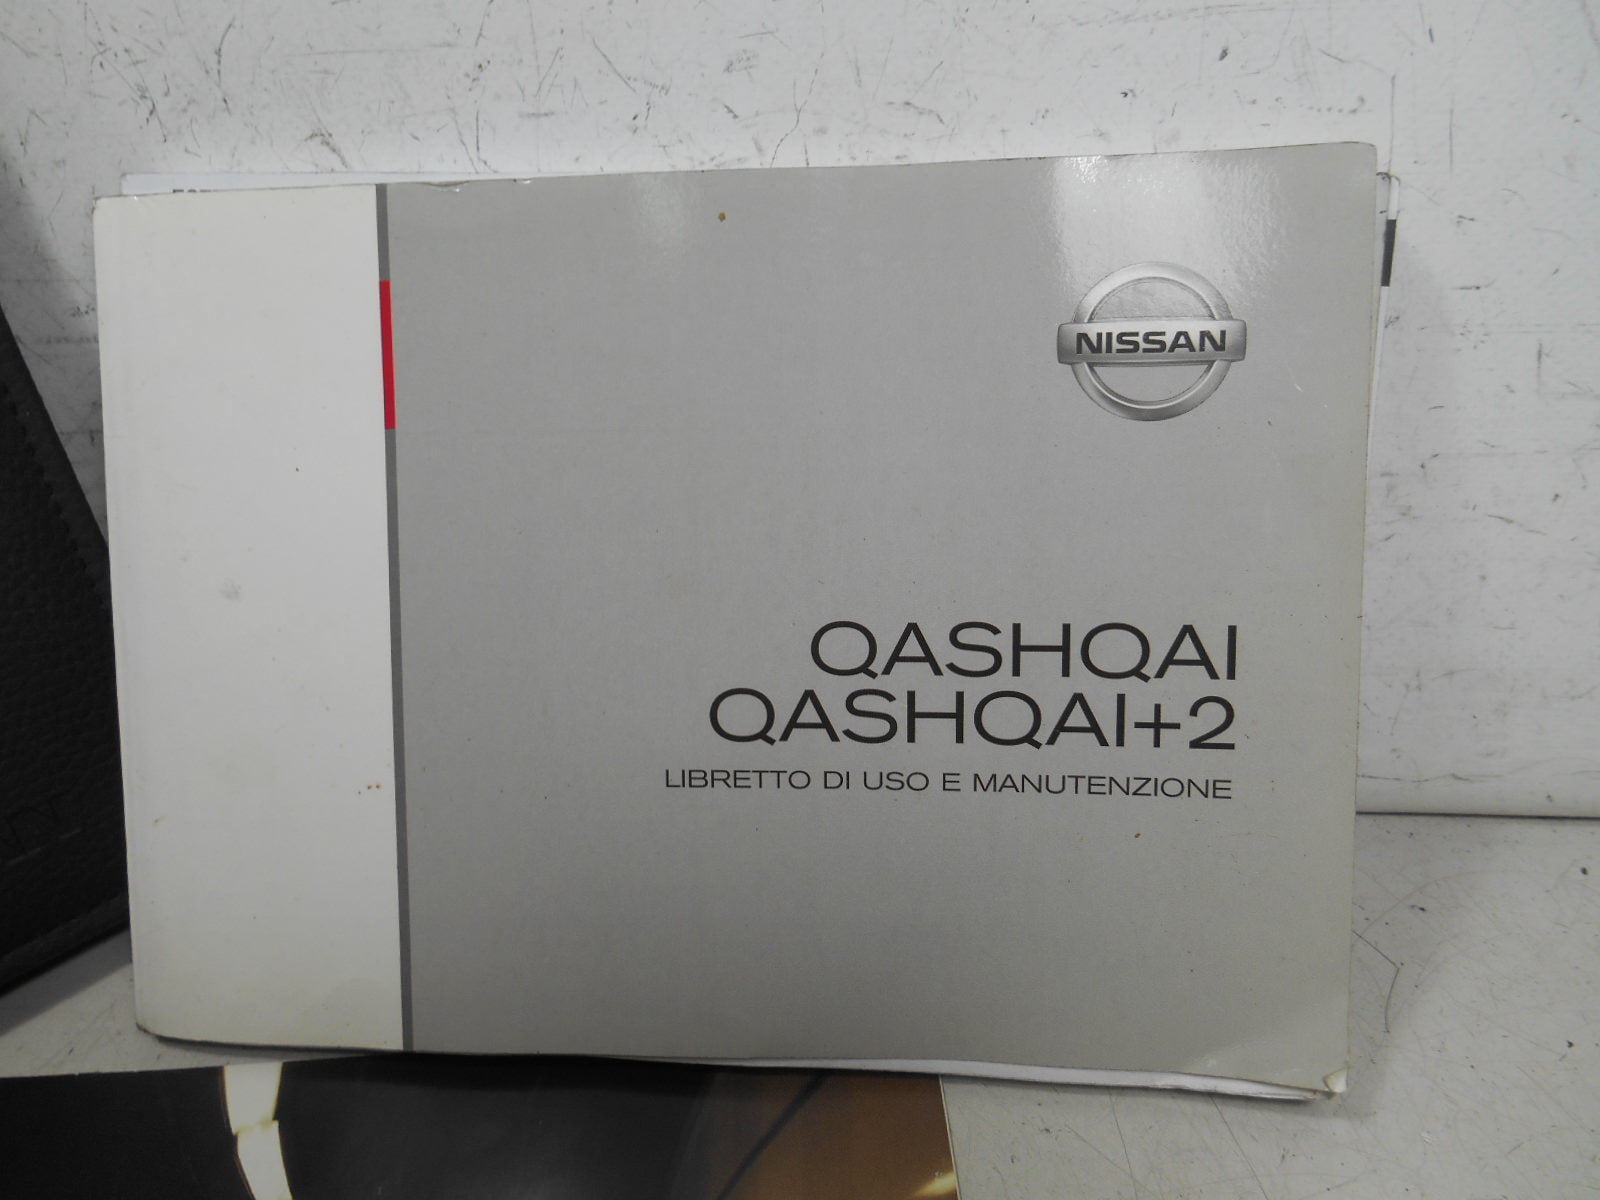 NISSAN
QASHQAI
QASHQAI+2
LIBRETTO DI USO E MANUTENZIONE